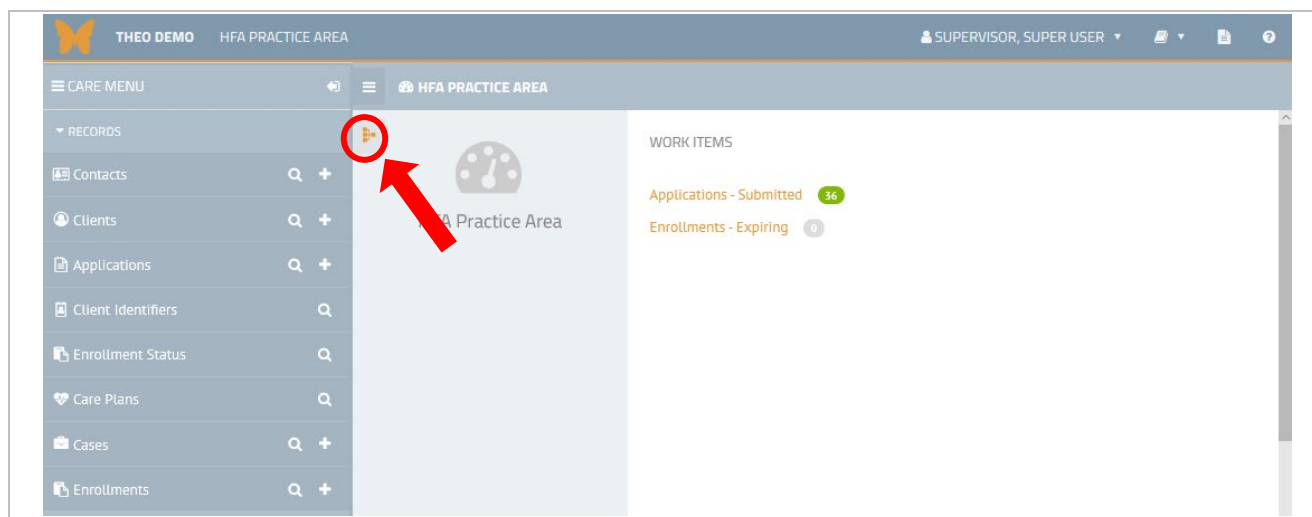 THEO DEMO HFA PRACTICE AREA SUPERVISOR, SUPER USER
CARE MENU HFA PRACTICE AREA
RECORDS
WORK ITEMS
Contacts
Applications - Submitted 36
Clients
HFA Practice Area
Enrollments - Expiring 0
Applications
Client Identifiers
Enrollment Status
Care Plans
Cases
Enrollments